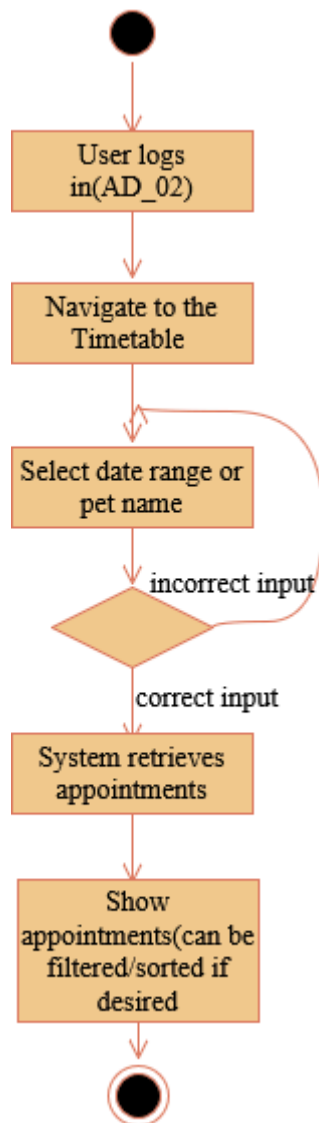 User logs
in(AD_02)
Navigate to the
Timetable
Select date range or
pet name
incorrect input
correct input
System retrieves
appointments
Show
appointments(can be
filtered/sorted if
desired